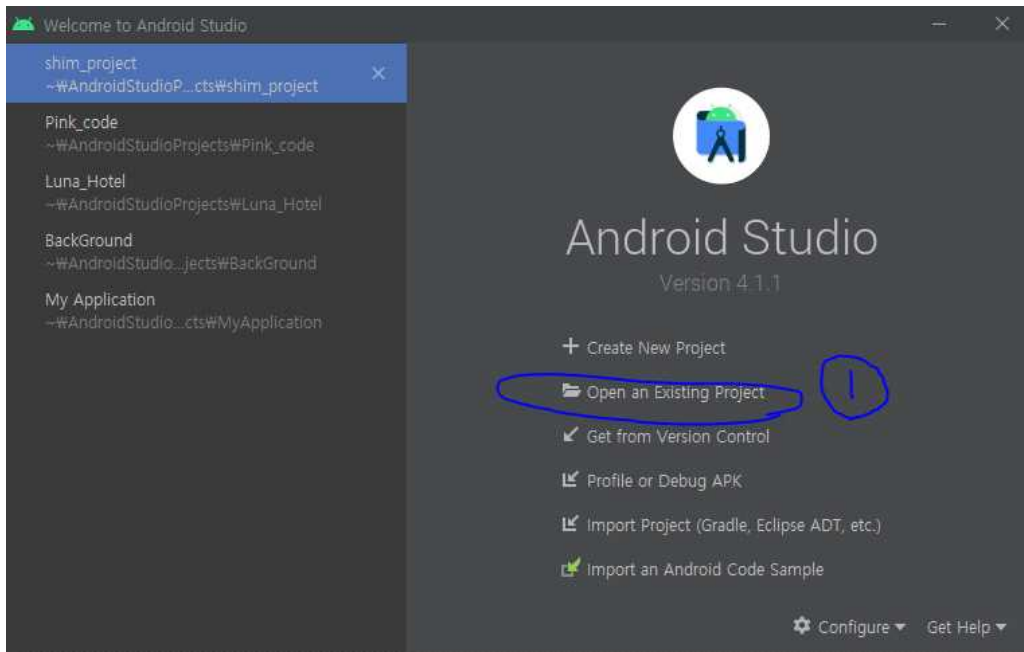 Welcome to Android Studio
shim_project
~₩AndroidStudioP...cts₩shim_project
Pink_code
~₩AndroidStudioProjects₩Pink_code
Luna_Hotel
~₩AndroidStudioProjects₩Luna_Hotel
BackGround
~₩AndroidStudio...jects₩BackGround
My Application
~₩AndroidStudio...cts₩MyApplication
Android Studio
Version 4.1.1
Create New Project
Open an Existing Project
1
Get from Version Control
Profile or Debug APK
Import Project (Gradle, Eclipse ADT, etc.)
Import an Android Code Sample
Configure
Get Help